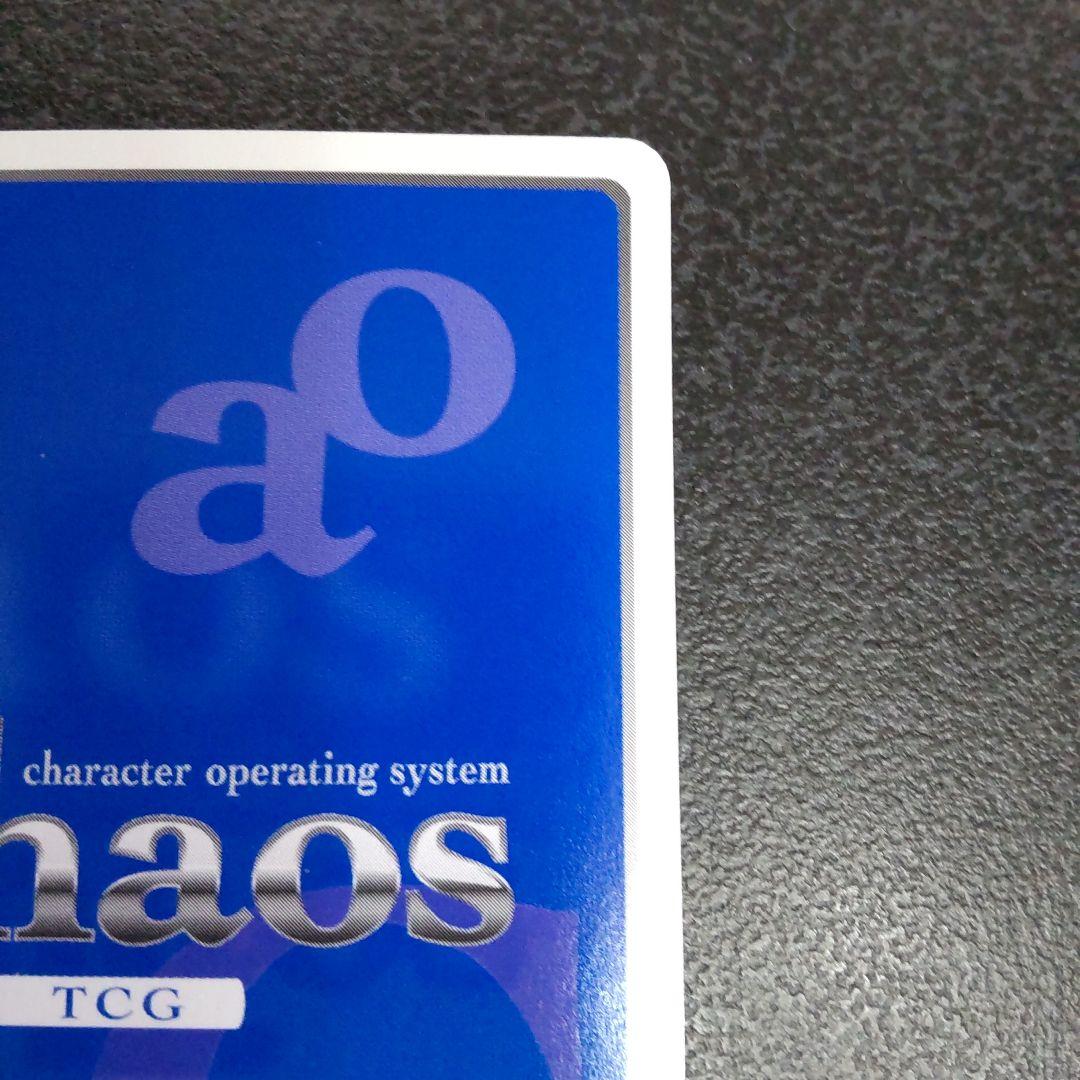 ao
character operating system
haos
TCG